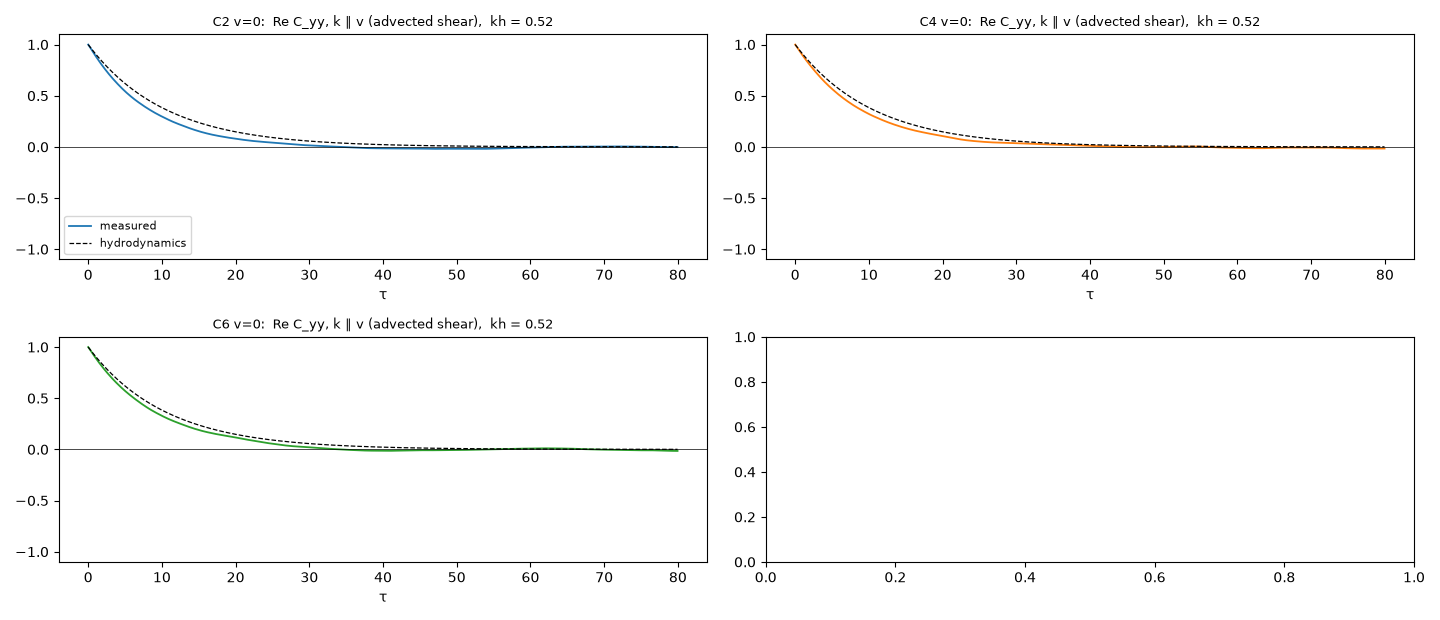 C2 v=0:  Re C_yy, k ∥ v (advected shear),  kh = 0.52
1.0
0.5
0.0
−0.5
−1.0
measured
hydrodynamics
0 10 20 30 40 50 60 70 80
τ
C4 v=0:  Re C_yy, k ∥ v (advected shear),  kh = 0.52
1.0
0.5
0.0
−0.5
−1.0
0 10 20 30 40 50 60 70 80
τ
C6 v=0:  Re C_yy, k ∥ v (advected shear),  kh = 0.52
1.0
0.5
0.0
−0.5
−1.0
0 10 20 30 40 50 60 70 80
τ
1.0
0.8
0.6
0.4
0.2
0.0
0.0 0.2 0.4 0.6 0.8 1.0